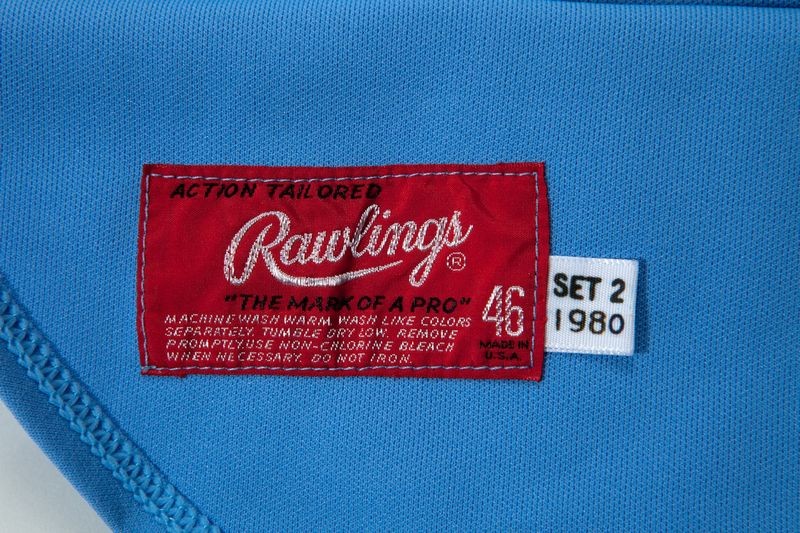 ACTION TAILORED
Rawlings ®
"THE MARK OF A PRO"
46
MACHINE WASH WARM. WASH LIKE COLORS
SEPARATELY. TUMBLE DRY LOW. REMOVE
PROMPTLY.USE NON-CHLORINE BLEACH
WHEN NECESSARY. DO NOT IRON.
MADE IN
U.S.A.
SET 2
1980